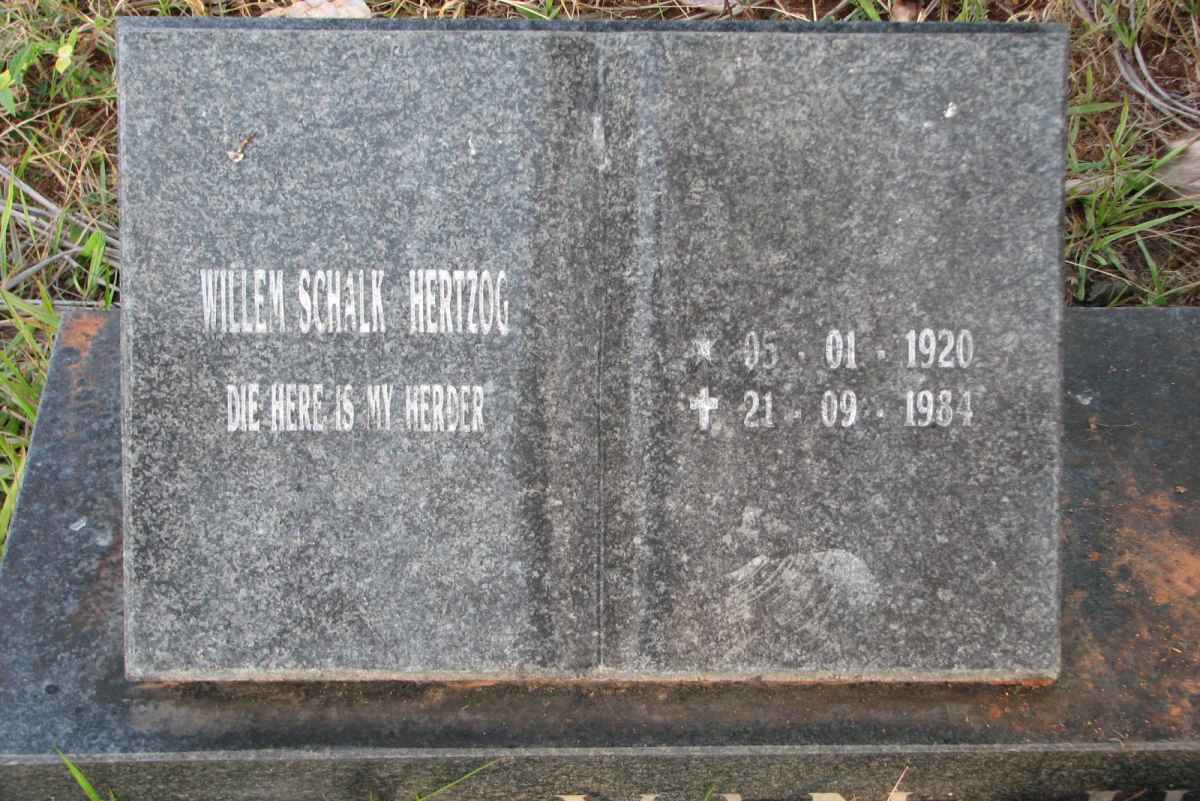 WILLEM SCHALK HERTZOG
DIE HERE IS MY HERDER
05 · 01 · 1920
21 · 09 · 1984